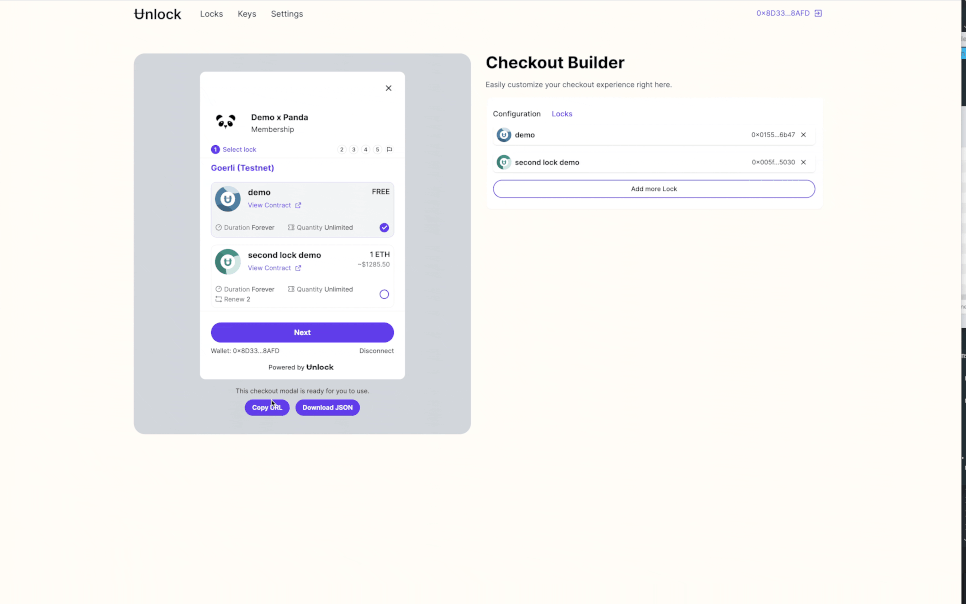 Unlock Locks Keys Settings 0×8D33...8AFD
Demo x Panda
Membership
1 Select lock 2 3 4 5
Goerli (Testnet)
demo FREE
View Contract
Duration Forever Quantity Unlimited
second lock demo 1 ETH
View Contract ~$1285.50
Duration Forever Quantity Unlimited
Renew 2
Next
Wallet: 0×8D33...8AFD Disconnect
Powered by Unlock
This checkout modal is ready for you to use.
Copy URL Download JSON
Checkout Builder
Easily customize your checkout experience right here.
Configuration Locks
demo 0×0155...6b47
second lock demo 0×005f...5030
Add more Lock